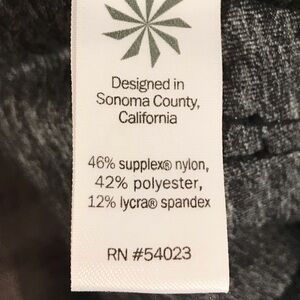 Designed in
Sonoma County,
California
46% supplex® nylon,
42% polyester,
12% lycra® spandex
RN #54023